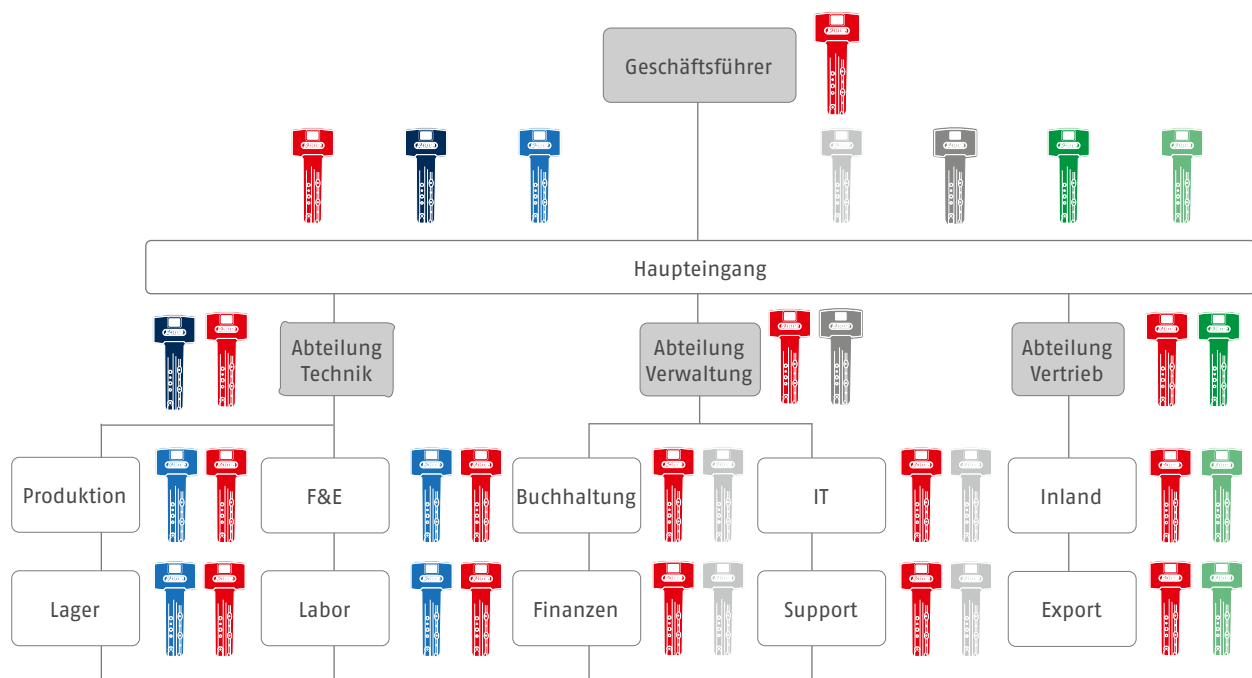 Geschäftsführer
Haupteingang
Abteilung
Technik
Abteilung
Verwaltung
Abteilung
Vertrieb
Produktion
F&E
Buchhaltung
IT
Inland
Lager
Labor
Finanzen
Support
Export